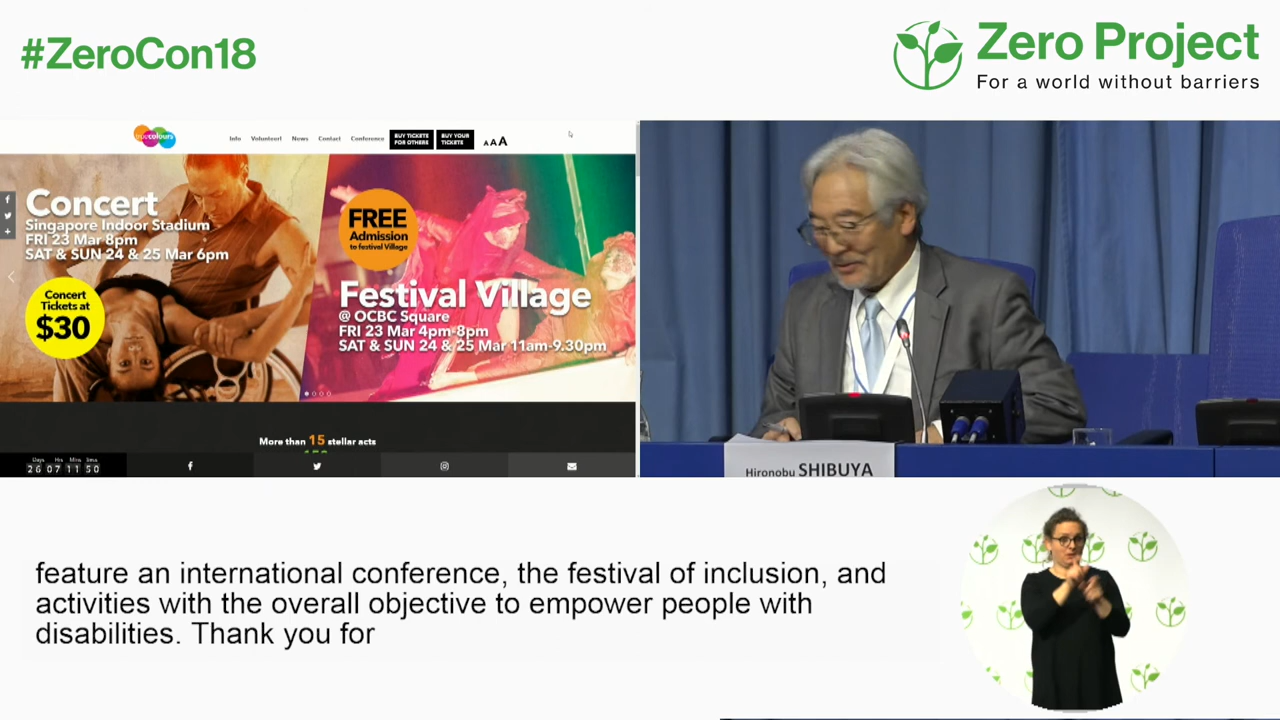 #ZeroCon18
Zero Project
For a world without barriers
truecolours
Info Volunteer! News Contact Conference
BUY TICKETS
FOR OTHERS
BUY YOUR
TICKETS
A A A
Concert
Singapore Indoor Stadium
FRI 23 Mar 8pm
SAT & SUN 24 & 25 Mar 6pm
Concert
Tickets at
$30
FREE
Admission
to festival Village
Festival Village
@ OCBC Square
FRI 23 Mar 4pm-8pm
SAT & SUN 24 & 25 Mar 11am-9.30pm
More than 15 stellar acts
Days Hrs Mins Secs
26 07 11 50
Hironobu SHIBUYA
feature an international conference, the festival of inclusion, and
activities with the overall objective to empower people with
disabilities. Thank you for